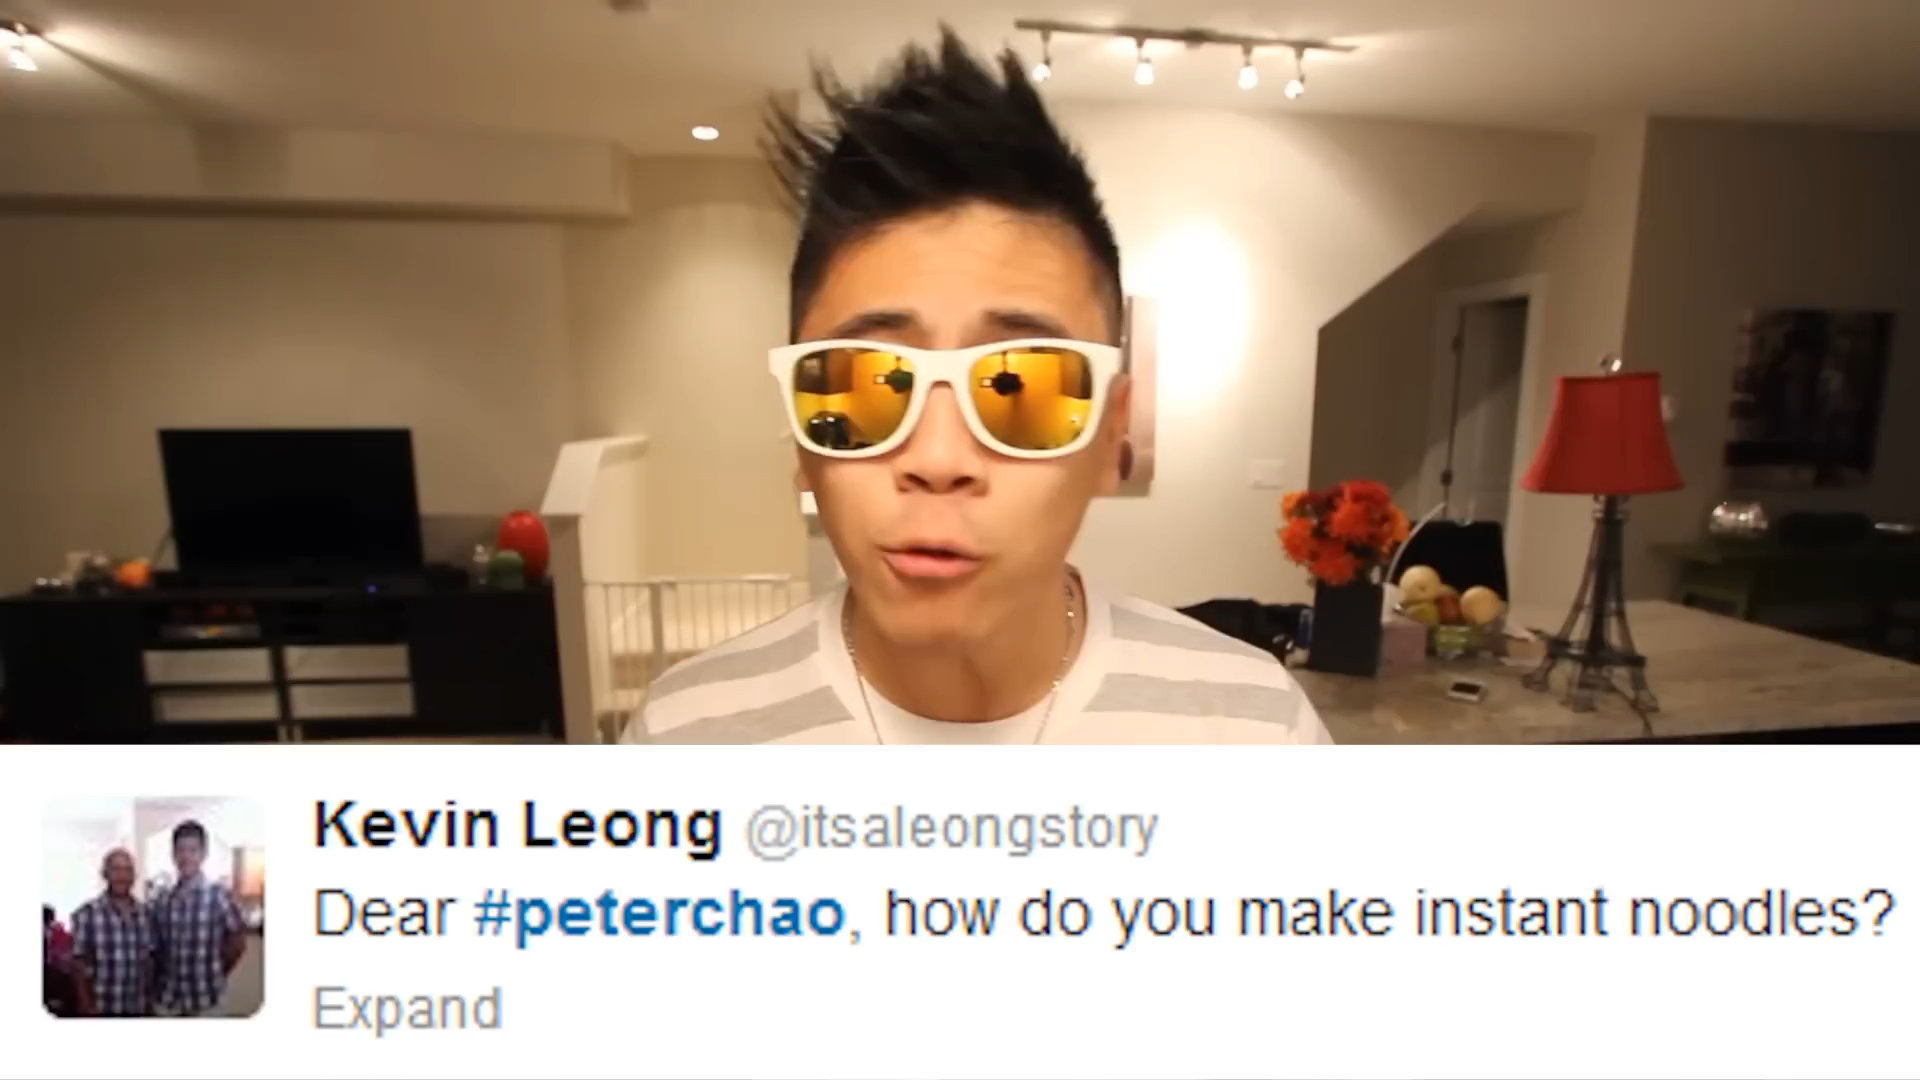 Kevin Leong @itsaleongstory
Dear #peterchao, how do you make instant noodles?
Expand